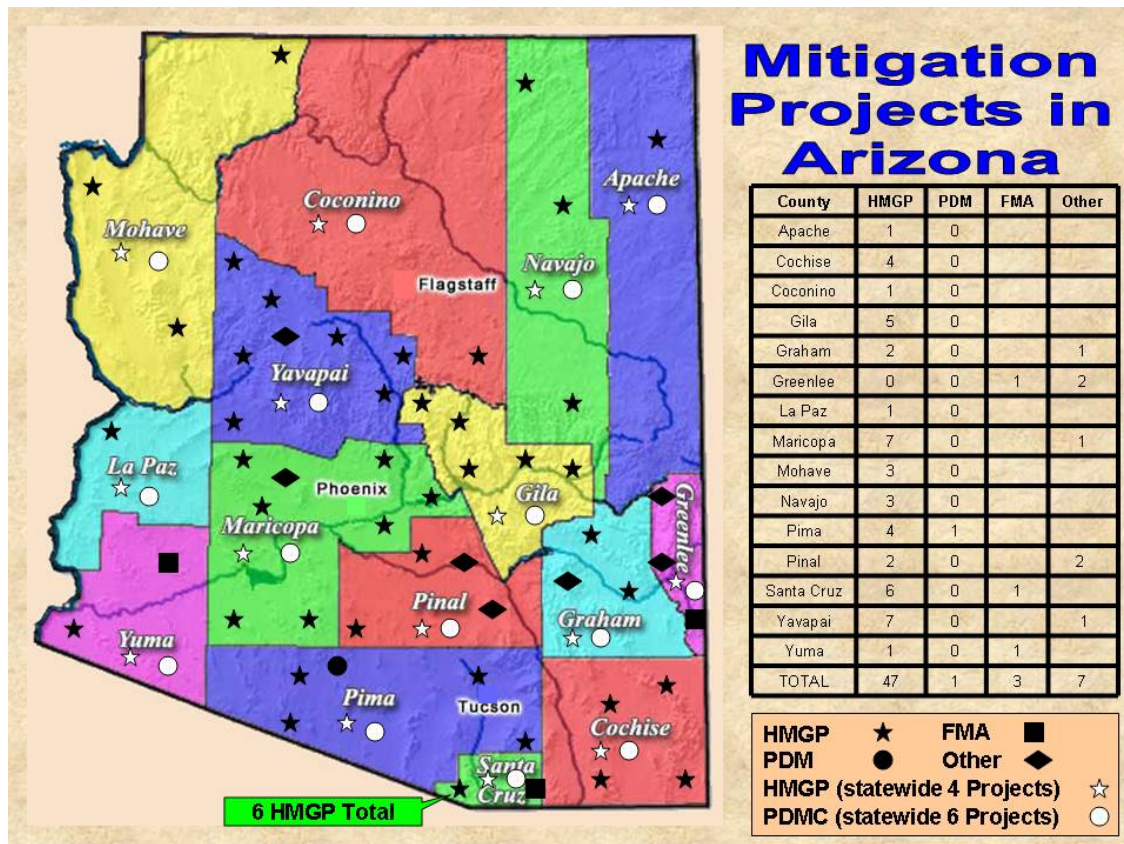 Mitigation
Projects in
Arizona
Coconino
Apache
Mohave
Navajo
Flagstaff
Yavapai
La Paz
Phoenix
Gila
Greenlee
Maricopa
Pinal
Graham
Yuma
Pima
Tucson
Cochise
Santa
Cruz
6 HMGP Total
County HMGP PDM FMA Other
Apache 1 0
Cochise 4 0
Coconino 1 0
Gila 5 0
Graham 2 0 1
Greenlee 0 0 1 2
La Paz 1 0
Maricopa 7 0 1
Mohave 3 0
Navajo 3 0
Pima 4 1
Pinal 2 0 2
Santa Cruz 6 0 1
Yavapai 7 0 1
Yuma 1 0 1
TOTAL 47 1 3 7
HMGP FMA
PDM Other
HMGP (statewide 4 Projects)
PDMC (statewide 6 Projects)